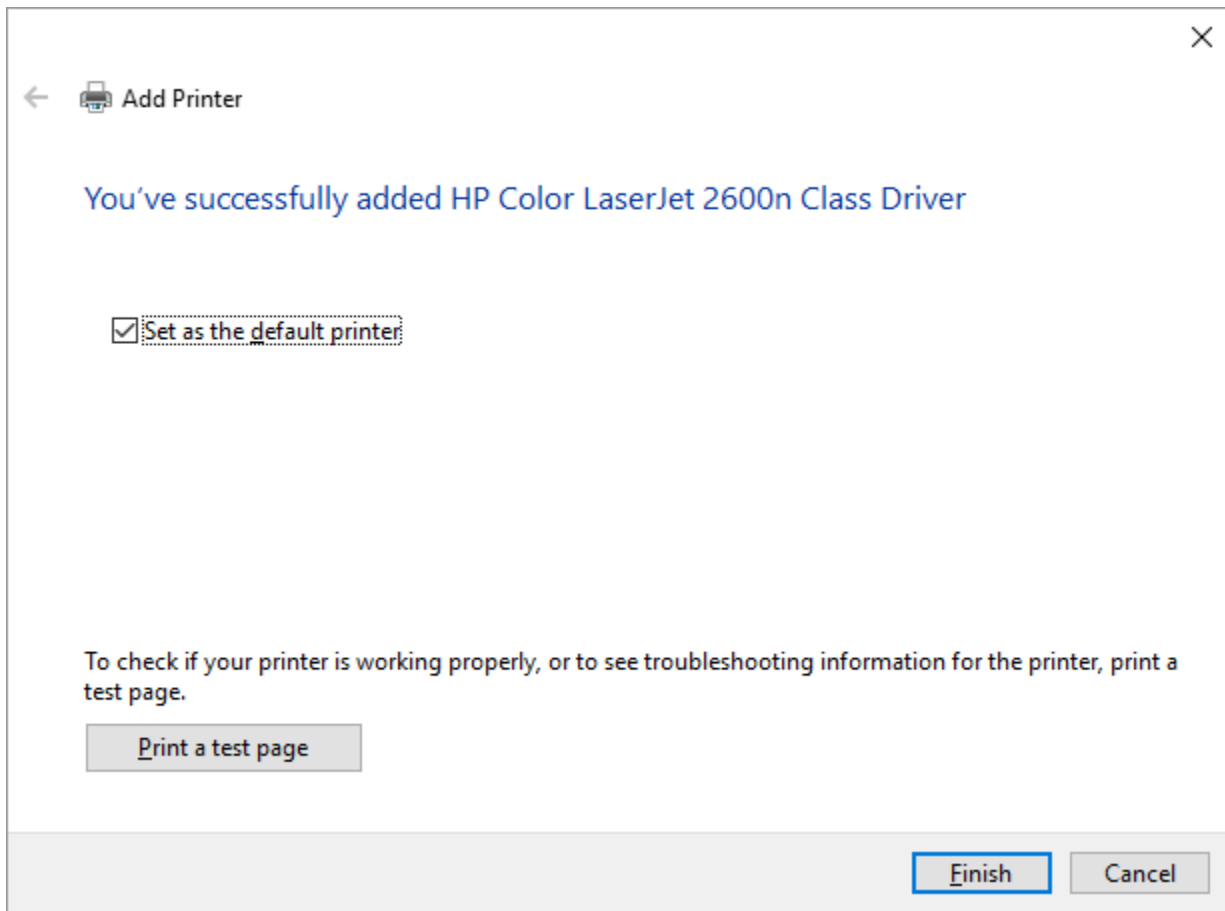 Add Printer
You've successfully added HP Color LaserJet 2600n Class Driver
Set as the default printer
To check if your printer is working properly, or to see troubleshooting information for the printer, print a
test page.
Print a test page
Finish Cancel